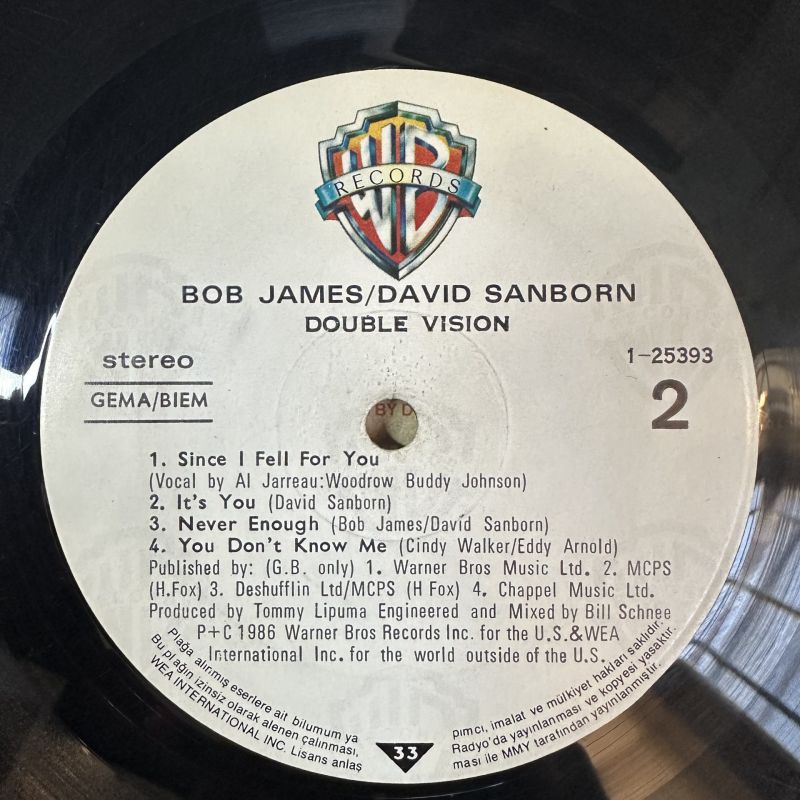 WB
RECORDS
BOB JAMES/DAVID SANBORN
DOUBLE VISION
stereo
1-25393
GEMA/BIEM
2
BY D
1. Since I Fell For You
(Vocal by Al Jarreau:Woodrow Buddy Johnson)
2. It's You (David Sanborn)
3. Never Enough (Bob James/David Sanborn)
4. You Don't Know Me (Cindy Walker/Eddy Arnold)
Published by: (G.B. only) 1. Warner Bros Music Ltd. 2. MCPS
(H.Fox) 3. Deshufflin Ltd/MCPS (H Fox) 4. Chappel Music Ltd.
Produced by Tommy Lipuma Engineered and Mixed by Bill Schnee
P+C 1986 Warner Bros Records Inc. for the U.S.&WEA
International Inc. for the world outside of the U.S.
Plağa alınmış eserlere ait bilumum ya
Bu plağın izinsiz olarak alenen çalınması,
WEA INTERNATIONAL INC. Lisans anlaş
33
pımcı, imalat ve mülkiyet hakları saklıdır.
Radyo'da yayınlanması ve kopyesi yasaktır.
ması ile MMY tarafından yayınlanmıştır.